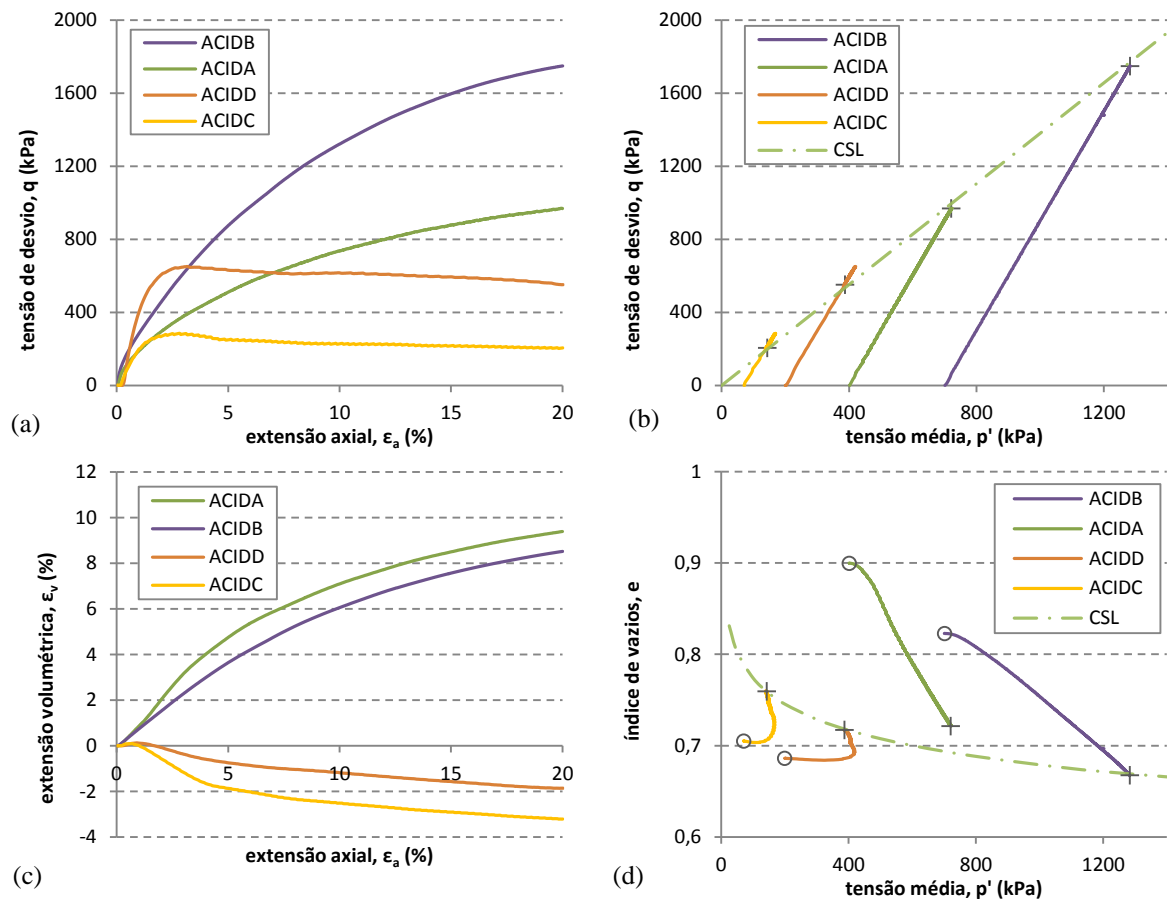 2000
1600
1200
800
400
0
tensão de desvio, q (kPa)
ACIDB
ACIDA
ACIDD
ACIDC
0 5 10 15 20
extensão axial, εa (%)
(a)
2000
1600
1200
800
400
0
tensão de desvio, q (kPa)
ACIDB
ACIDA
ACIDD
ACIDC
CSL
0 400 800 1200
tensão média, p' (kPa)
(b)
12
10
8
6
4
2
0
-2
-4
extensão volumétrica, εv (%)
ACIDA
ACIDB
ACIDD
ACIDC
0 5 10 15 20
extensão axial, εa (%)
(c)
1
0,9
0,8
0,7
0,6
índice de vazios, e
ACIDB
ACIDA
ACIDD
ACIDC
CSL
0 400 800 1200
tensão média, p' (kPa)
(d)